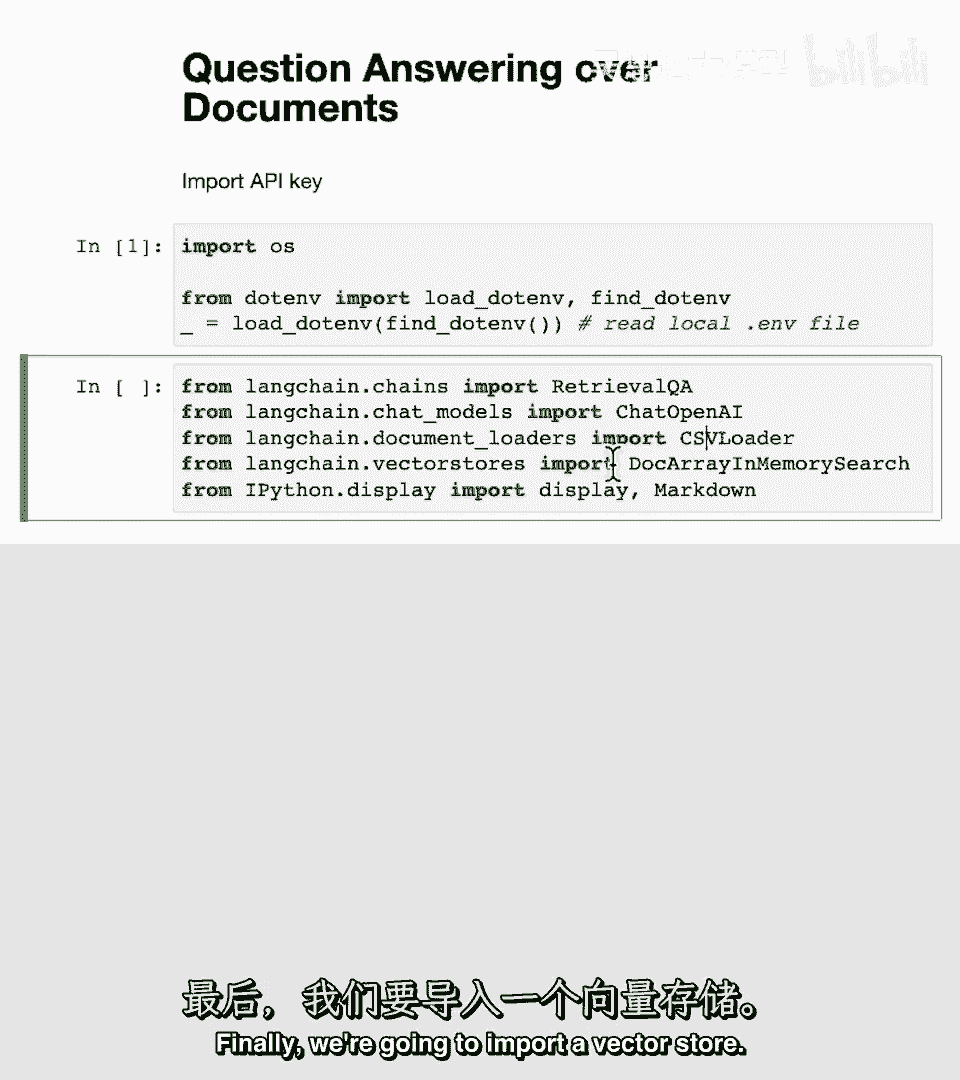 Question Answering over
Documents
bilibili
Import API key
In [1]:
import os
from dotenv import load_dotenv, find_dotenv
_ = load_dotenv(find_dotenv()) # read local .env file
In [ ]:
from langchain.chains import RetrievalQA
from langchain.chat_models import ChatOpenAI
from langchain.document_loaders import CSVLoader
from langchain.vectorstores import DocArrayInMemorySearch
from IPython.display import display, Markdown
最后，我们要导入一个向量存储。
Finally, we're going to import a vector store.